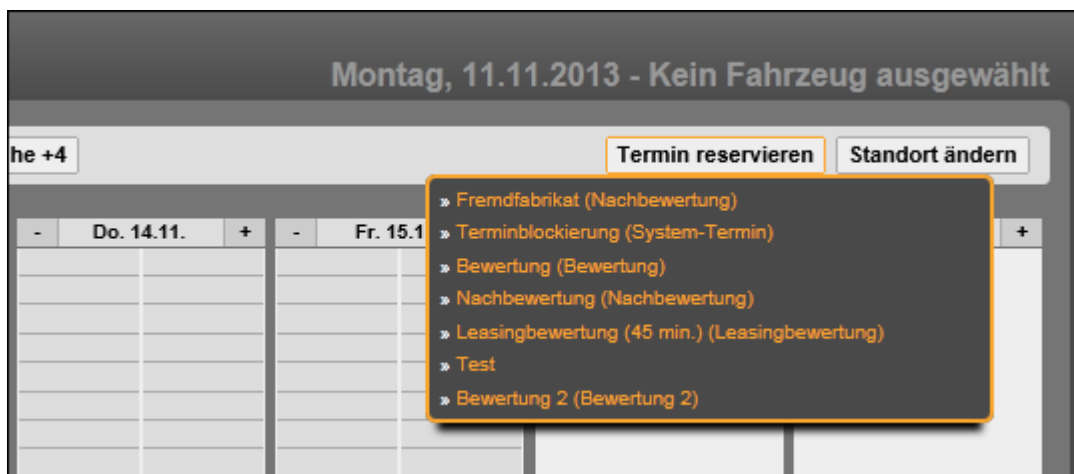 Montag, 11.11.2013 - Kein Fahrzeug ausgewählt
he +4
Termin reservieren
Standort ändern
» Fremdfabrikat (Nachbewertung)
» Terminblockierung (System-Termin)
» Bewertung (Bewertung)
» Nachbewertung (Nachbewertung)
» Leasingbewertung (45 min.) (Leasingbewertung)
» Test
» Bewertung 2 (Bewertung 2)
- Do. 14.11. +
- Fr. 15.1
+